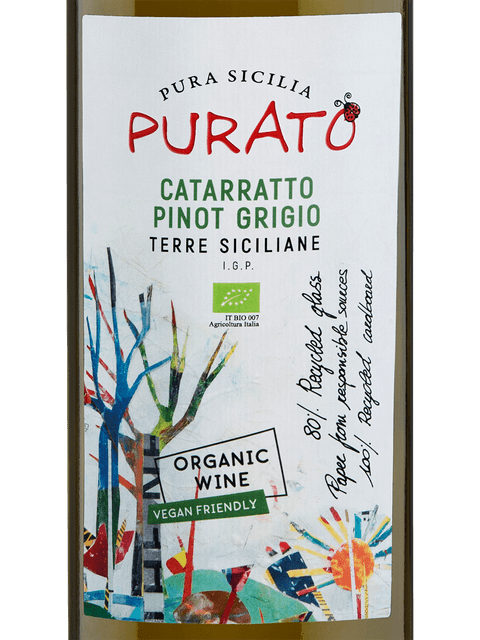 PURA SICILIA
PURATO
CATARRATTO
PINOT GRIGIO
TERRE SICILIANE
I.G.P.
IT BIO 007
Agricoltura Italia
80% Recycled glass
Paper from responsible sources
100% Recycled cardboard
ORGANIC
WINE
VEGAN FRIENDLY